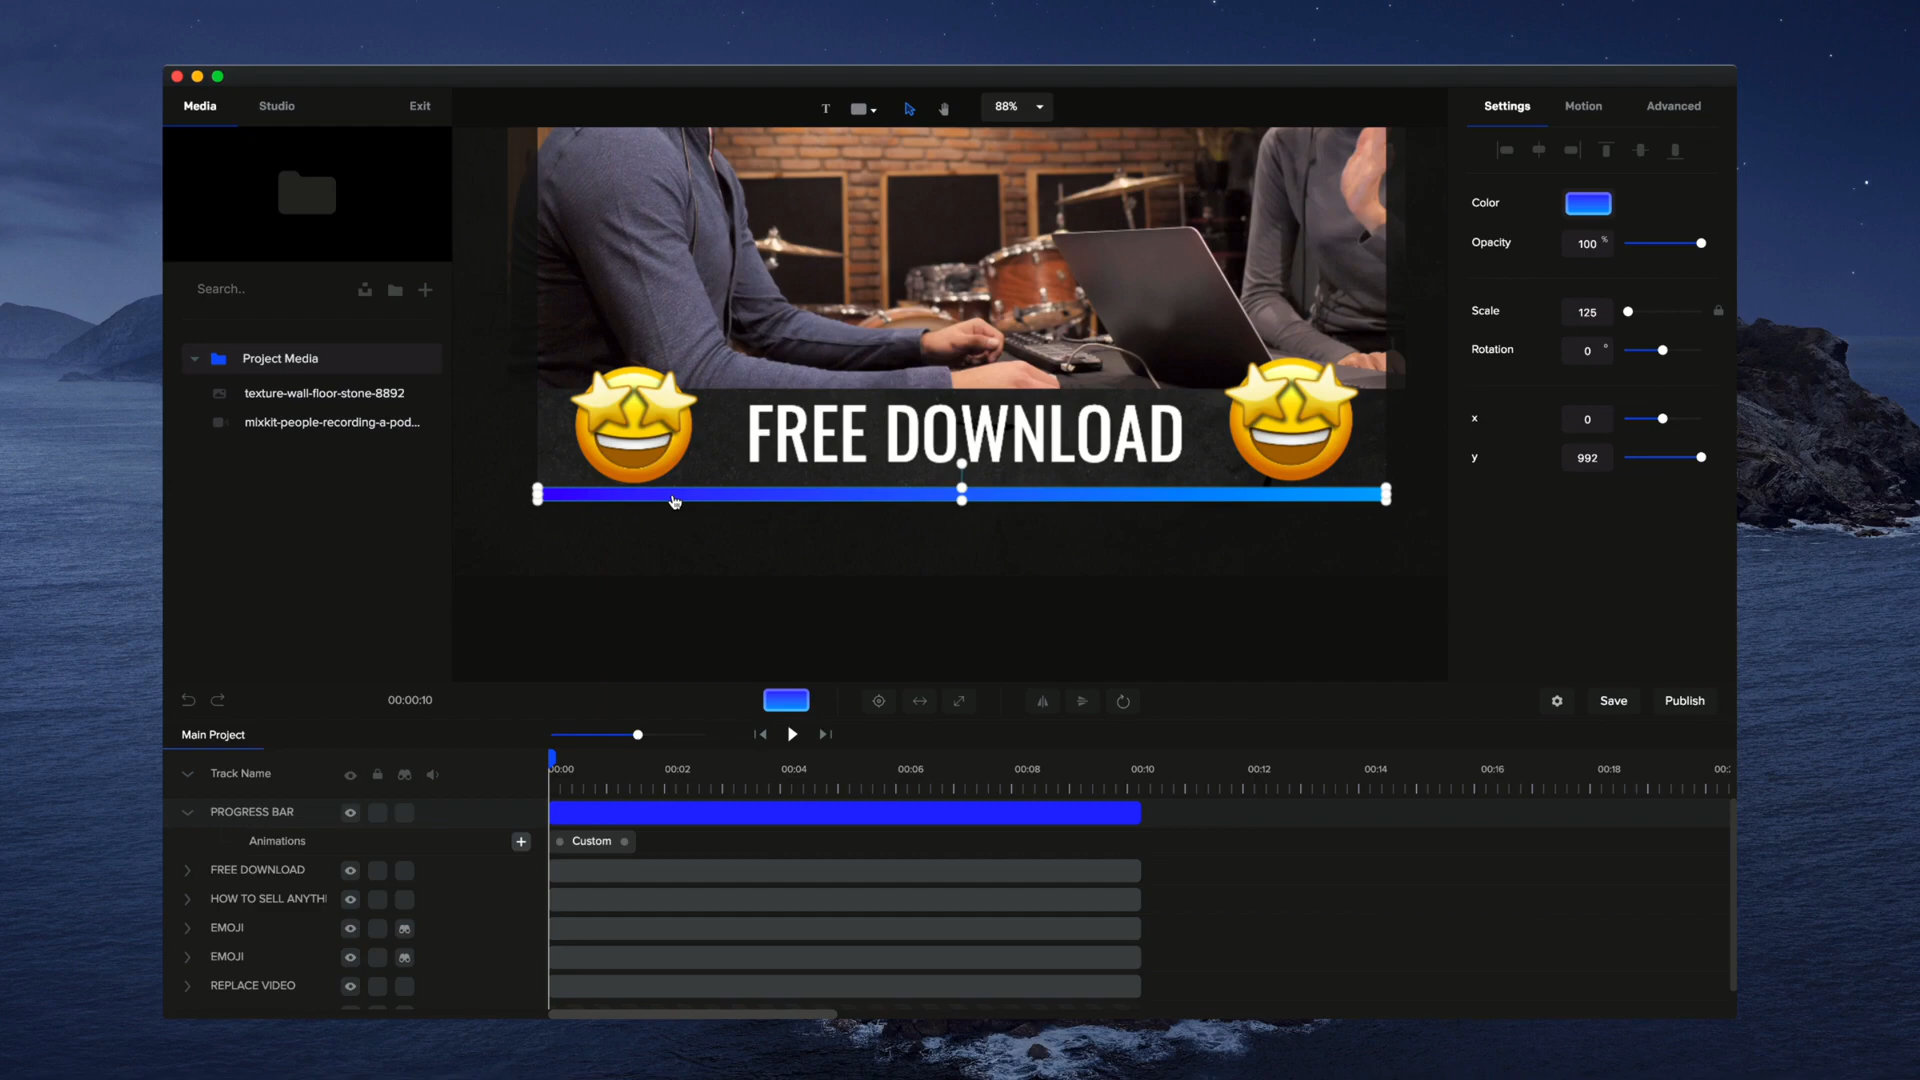 Media Studio Exit
T 88%
Settings Motion Advanced
Color
Opacity 100 %
Search..
Scale 125
Rotation 0 °
Project Media
texture-wall-floor-stone-8892
mixkit-people-recording-a-pod...
FREE DOWNLOAD
x 0
y 992
00:00:10
Save Publish
Main Project
Track Name
00:00 00:02 00:04 00:06 00:08 00:10 00:12 00:14 00:16 00:18
PROGRESS BAR
Animations + Custom
FREE DOWNLOAD
HOW TO SELL ANYTHI
EMOJI
EMOJI
REPLACE VIDEO